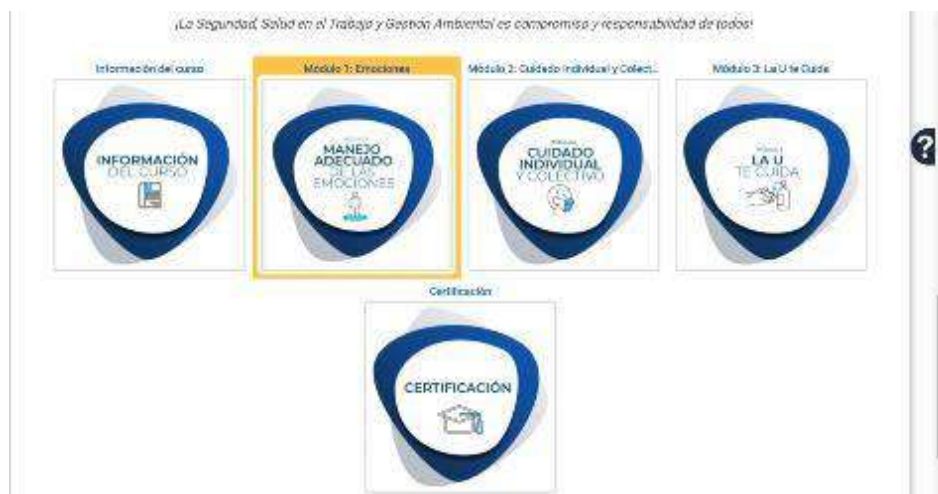 ¡La Seguridad, Salud en el Trabajo y Gestión Ambiental es compromiso y responsabilidad de todos!
Información del curso
Módulo 1: Emociones
Módulo 2: Cuidado Individual y Colect...
Módulo 3: La U te Cuida
INFORMACIÓN
DEL CURSO
MANEJO
ADECUADO
DE LAS
EMOCIONES
CUIDADO
INDIVIDUAL
Y COLECTIVO
LA U
TE CUIDA
?
Certificación
CERTIFICACIÓN